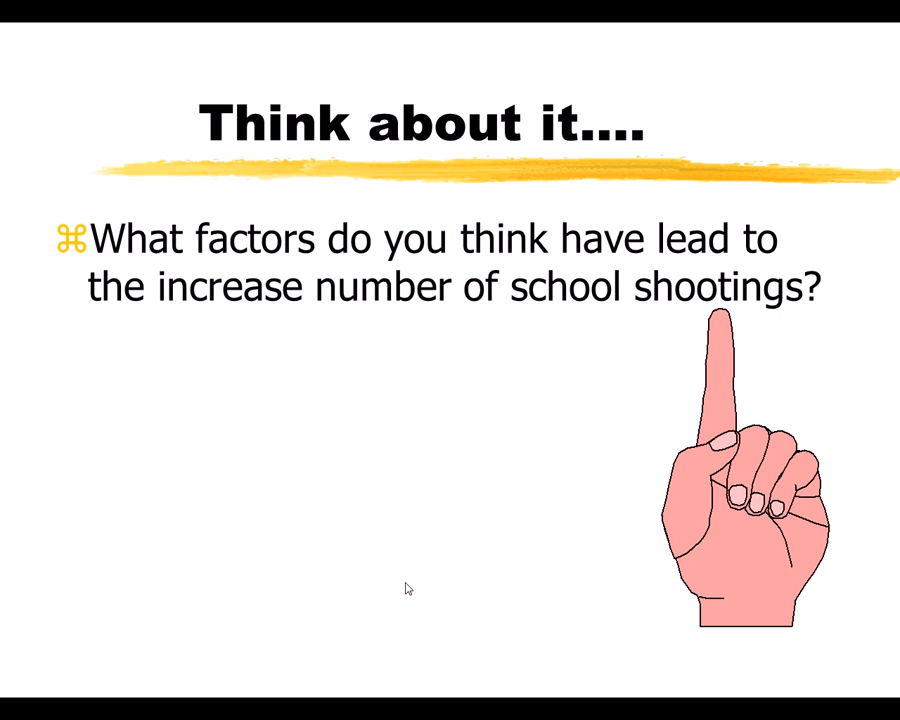 Think about it....
⌘What factors do you think have lead to
the increase number of school shootings?